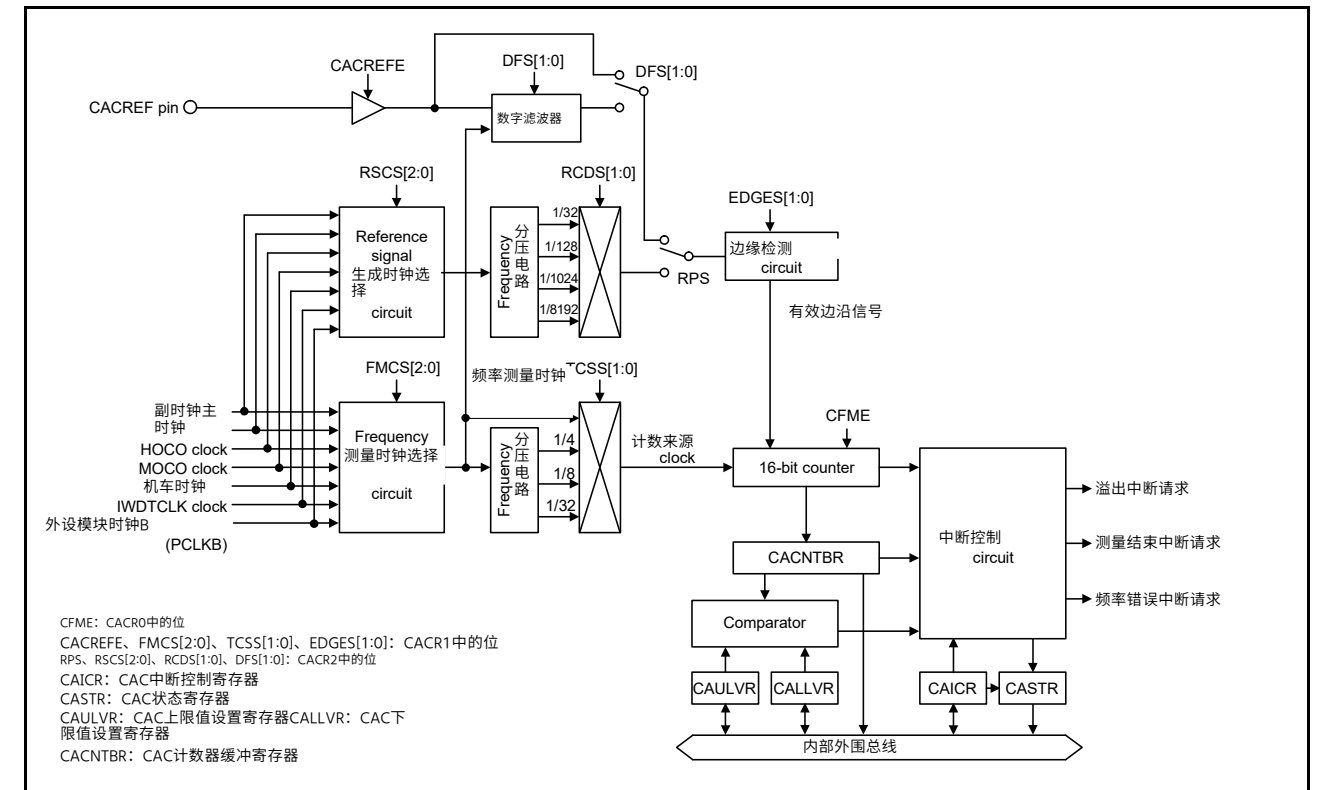 CACREFE
DFS[1:0]
DFS[1:0]
CACREF pin
数字滤波器
RSCS[2:0]
RCDS[1:0]
EDGES[1:0]
Reference
signal
生成时钟选
择
circuit
Frequency
分压电路
1/32
1/128
1/1024
1/8192
RPS
边缘检测
circuit
有效边沿信号
FMCS[2:0]
频率测量时钟
TCSS[1:0]
CFME
副时钟主
时钟
HOCO clock
MOCO clock
机车时钟
IWDTCLK clock
外设模块时钟B
(PCLKB)
Frequency
测量时钟选择
circuit
Frequency
分压电路
1/4
1/8
1/32
计数来源
clock
16-bit counter
CACNTBR
Comparator
中断控制
circuit
溢出中断请求
测量结束中断请求
频率错误中断请求
CAULVR
CALLVR
CAICR
CASTR
内部外围总线
CFME：CACR0中的位
CACREFE、FMCS[2:0]、TCSS[1:0]、EDGES[1:0]：CACR1中的位
RPS、RSCS[2:0]、RCDS[1:0]、DFS[1:0]：CACR2中的位
CAICR：CAC中断控制寄存器
CASTR：CAC状态寄存器
CAULVR：CAC上限值设置寄存器CALLVR：CAC下
限值设置寄存器
CACNTBR：CAC计数器缓冲寄存器